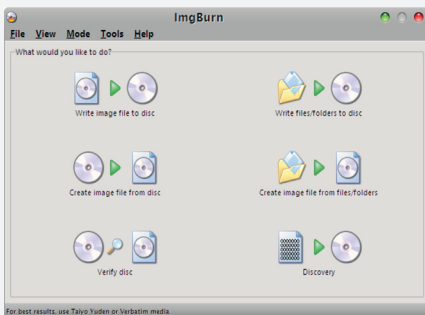 ImgBurn
File View Mode Tools Help
What would you like to do?
Write image file to disc
Write files/folders to disc
Create image file from disc
Create image file from files/folders
Verify disc
Discovery
For best results, use Taiyo Yuden or Verbatim media